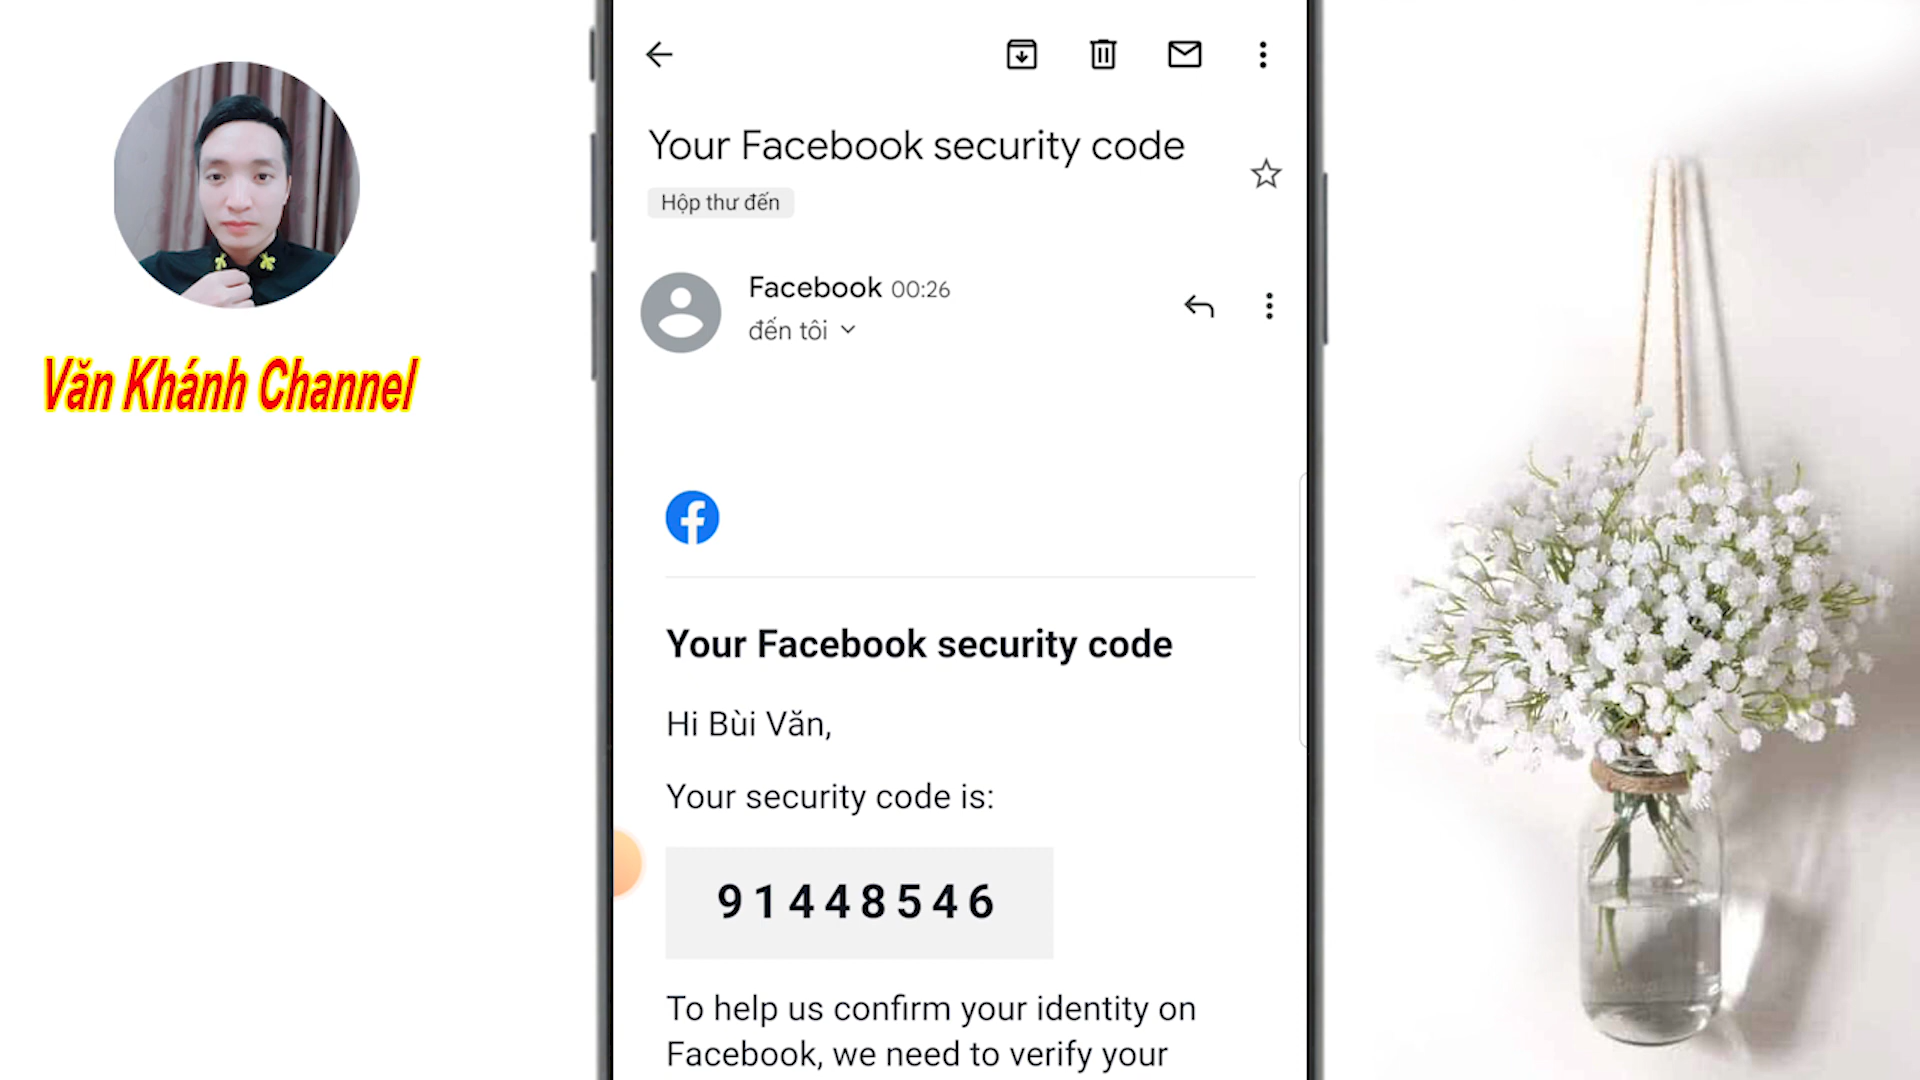 Văn Khánh Channel
Your Facebook security code
Hộp thư đến
Facebook 00:26
đến tôi
Your Facebook security code
Hi Bùi Văn,
Your security code is:
91448546
To help us confirm your identity on
Facebook, we need to verify your